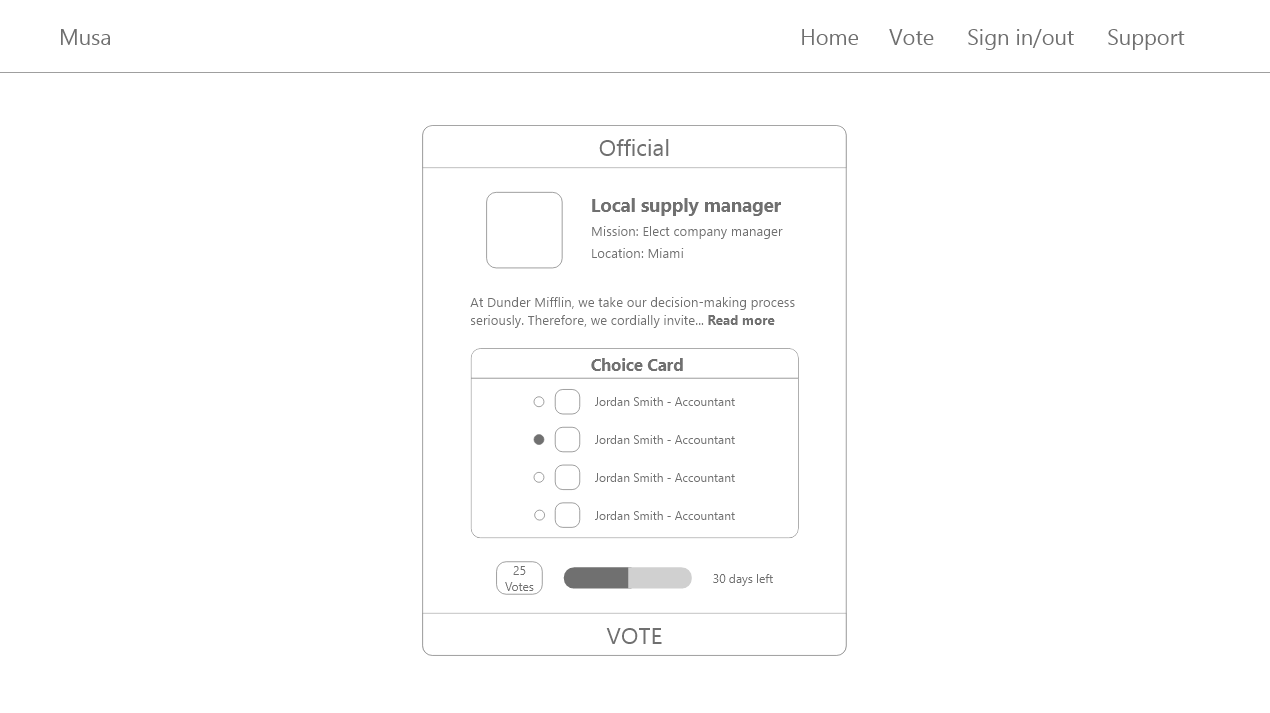 Musa
Home Vote Sign in/out Support
Official
Local supply manager
Mission: Elect company manager
Location: Miami
At Dunder Mifflin, we take our decision-making process
seriously. Therefore, we cordially invite... Read more
Choice Card
Jordan Smith - Accountant
Jordan Smith - Accountant
Jordan Smith - Accountant
Jordan Smith - Accountant
25
Votes
30 days left
VOTE